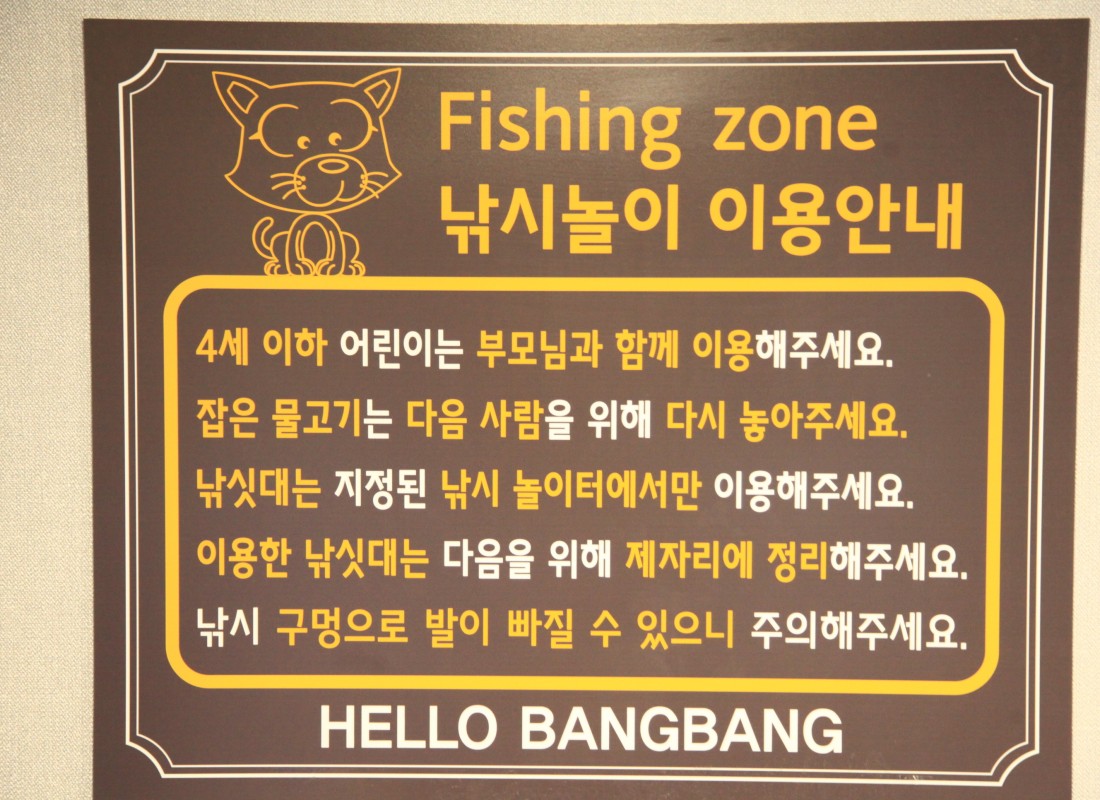 Fishing zone
낚시놀이 이용안내
4세 이하 어린이는 부모님과 함께 이용해주세요.
잡은 물고기는 다음 사람을 위해 다시 놓아주세요.
낚싯대는 지정된 낚시 놀이터에서만 이용해주세요.
이용한 낚싯대는 다음을 위해 제자리에 정리해주세요.
낚시 구멍으로 발이 빠질 수 있으니 주의해주세요.
HELLO BANGBANG